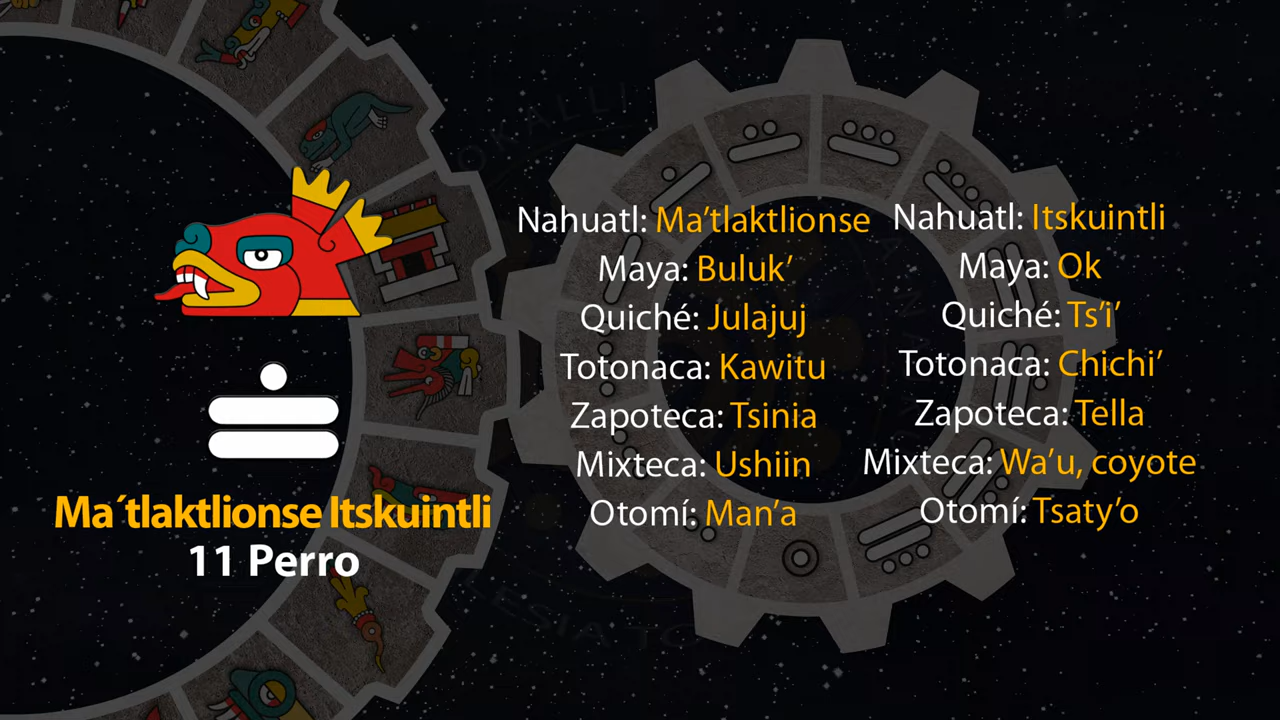 Nahuatl: Ma’tlaktlionse
Maya: Buluk’
Quiché: Julajuj
Totonaca: Kawitu
Zapoteca: Tsinia
Mixteca: Ushiin
Otomí: Man’a
Nahuatl: Itskuintli
Maya: Ok
Quiché: Ts’i’
Totonaca: Chichi’
Zapoteca: Tella
Mixteca: Wa’u, coyote
Otomí: Tsaty’o
Ma´tlaktlionse Itskuintli
11 Perro